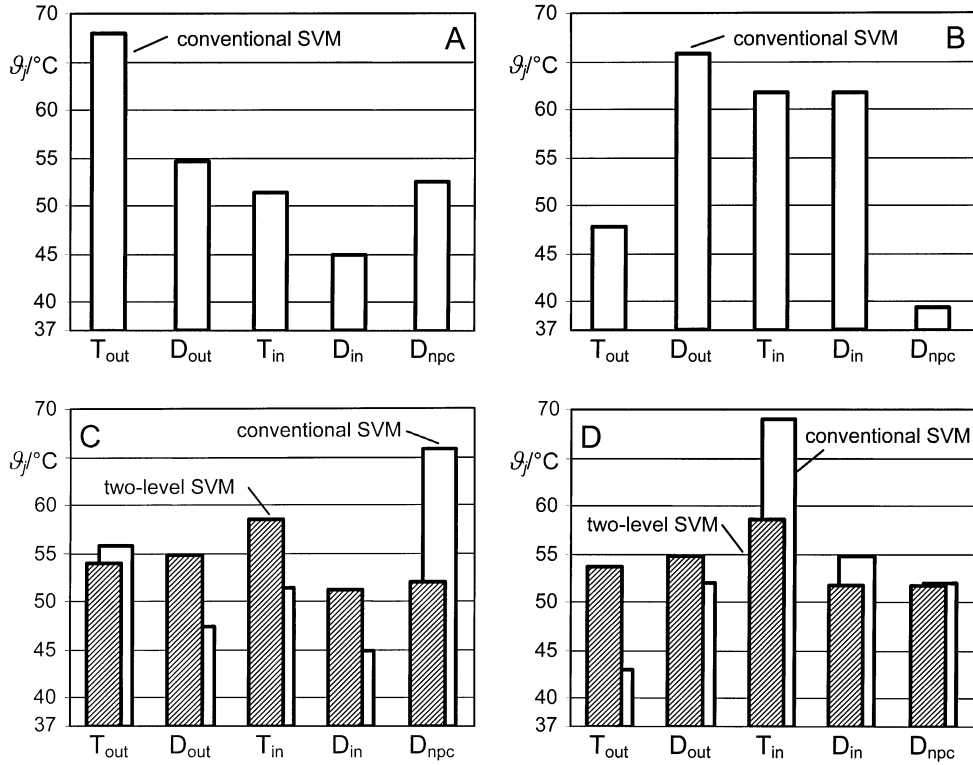 70
conventional SVM
A
ϑj/°C
60
55
50
45
40
37
Tout Dout Tin Din Dnpc
70
conventional SVM
B
ϑj/°C
60
55
50
45
40
37
Tout Dout Tin Din Dnpc
70
C
conventional SVM
ϑj/°C
two-level SVM
60
55
50
45
40
37
Tout Dout Tin Din Dnpc
70
D
conventional SVM
ϑj/°C
60
two-level SVM
55
50
45
40
37
Tout Dout Tin Din Dnpc